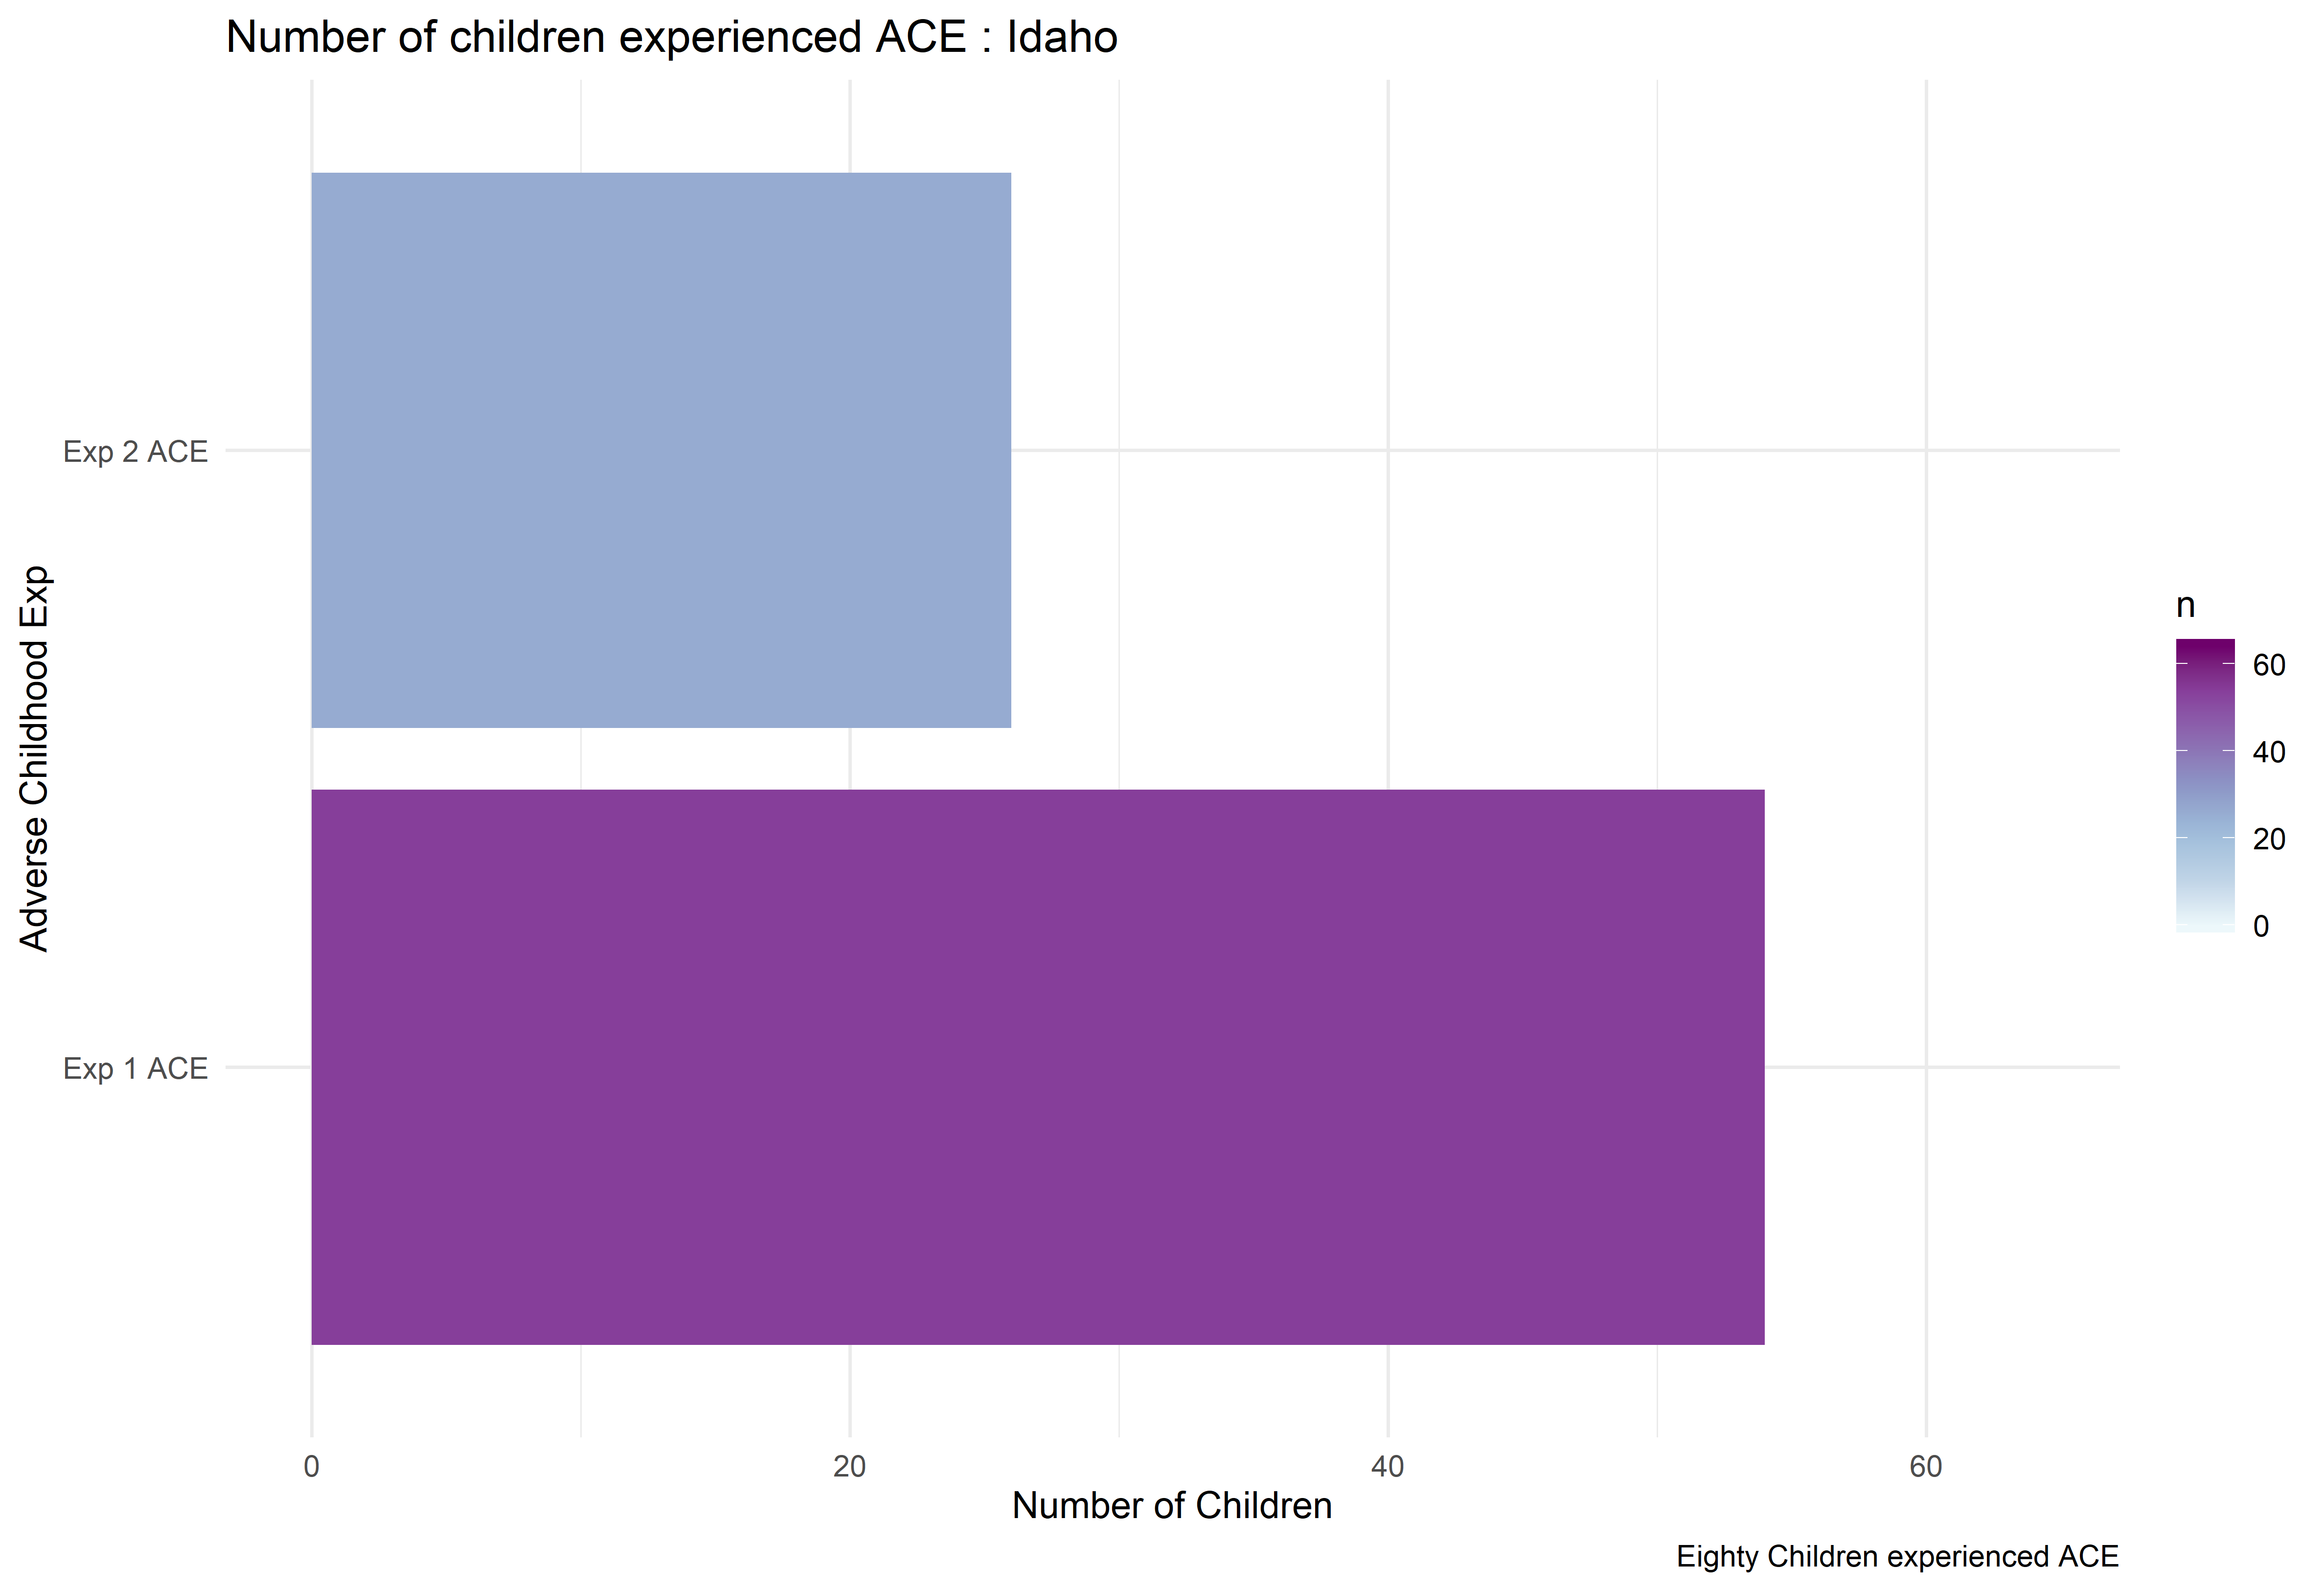 Number of children experienced ACE : Idaho
Adverse Childhood Exp
Exp 2 ACE
Exp 1 ACE
0 20 40 60
Number of Children
n
60
40
20
0
Eighty Children experienced ACE